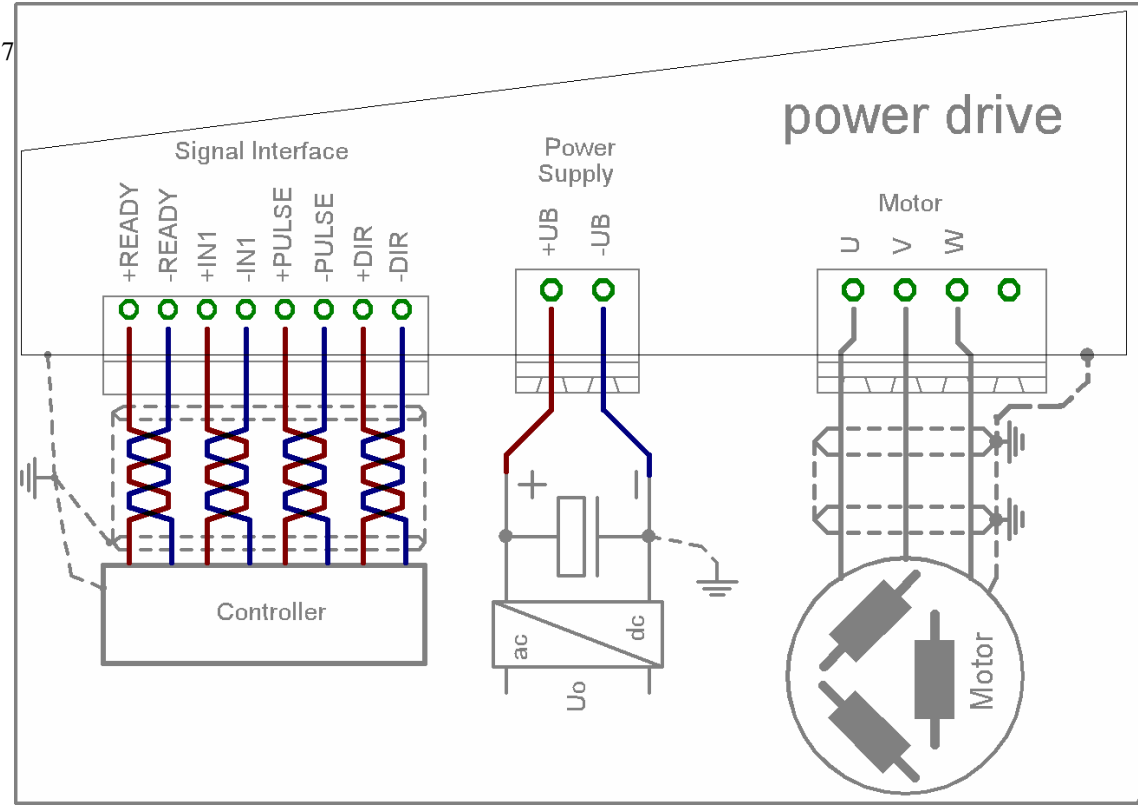 7
power drive
Signal Interface
Power
Supply
Motor
+READY
-READY
+IN1
-IN1
+PULSE
-PULSE
+DIR
-DIR
+UB
-UB
U
V
W
+
−
Controller
ac
dc
Uo
Motor